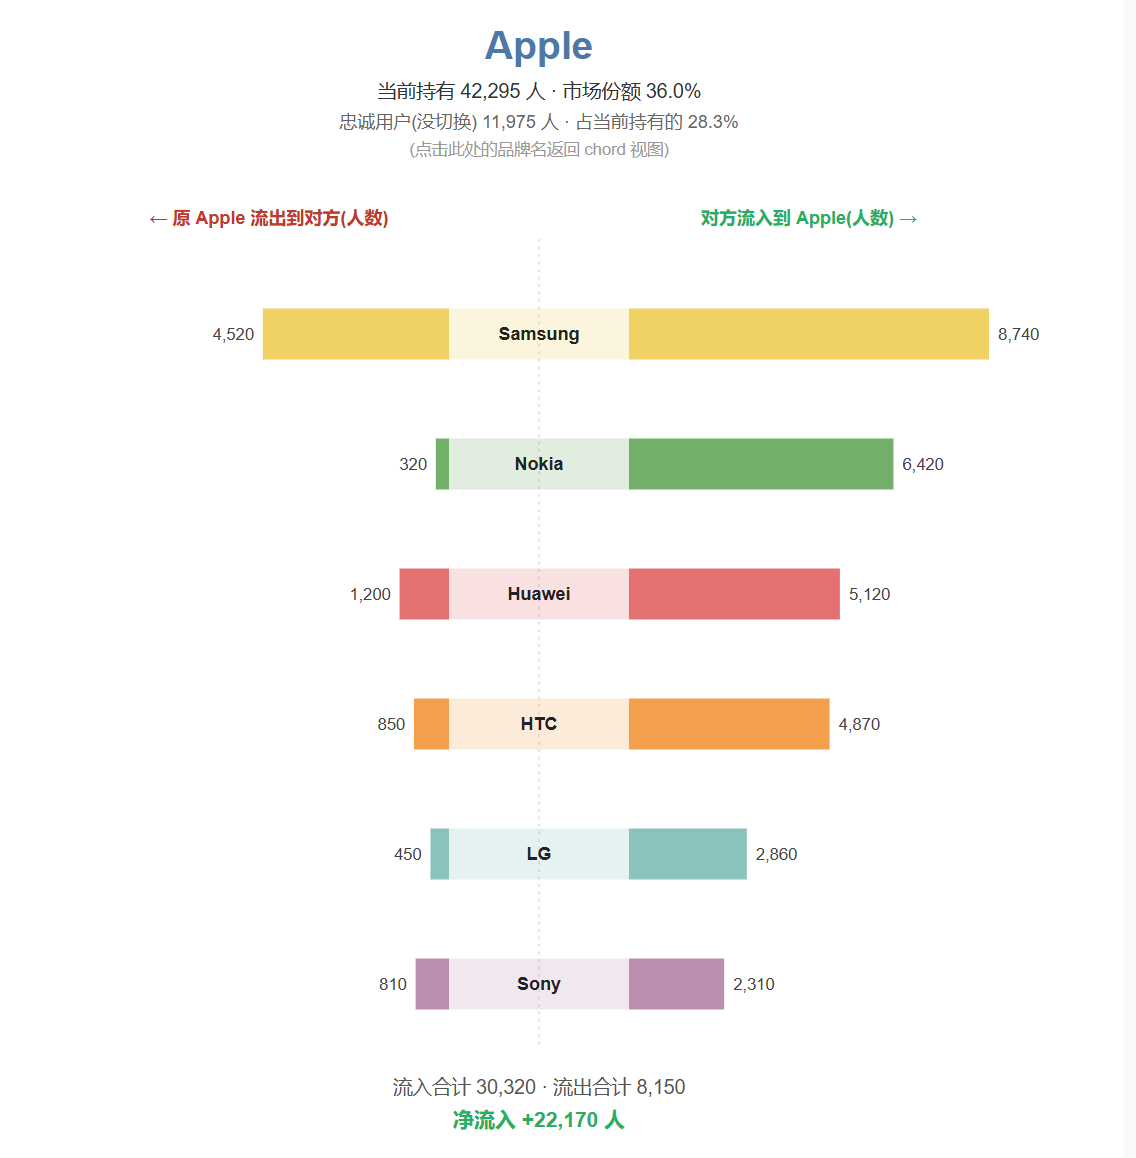 Apple
当前持有 42,295 人 · 市场份额 36.0%
忠诚用户(没切换) 11,975 人 · 占当前持有的 28.3%
(点击此处的品牌名返回 chord 视图)
← 原 Apple 流出到对方(人数)
对方流入到 Apple(人数) →
4,520 Samsung 8,740
320 Nokia 6,420
1,200 Huawei 5,120
850 HTC 4,870
450 LG 2,860
810 Sony 2,310
流入合计 30,320 · 流出合计 8,150
净流入 +22,170 人